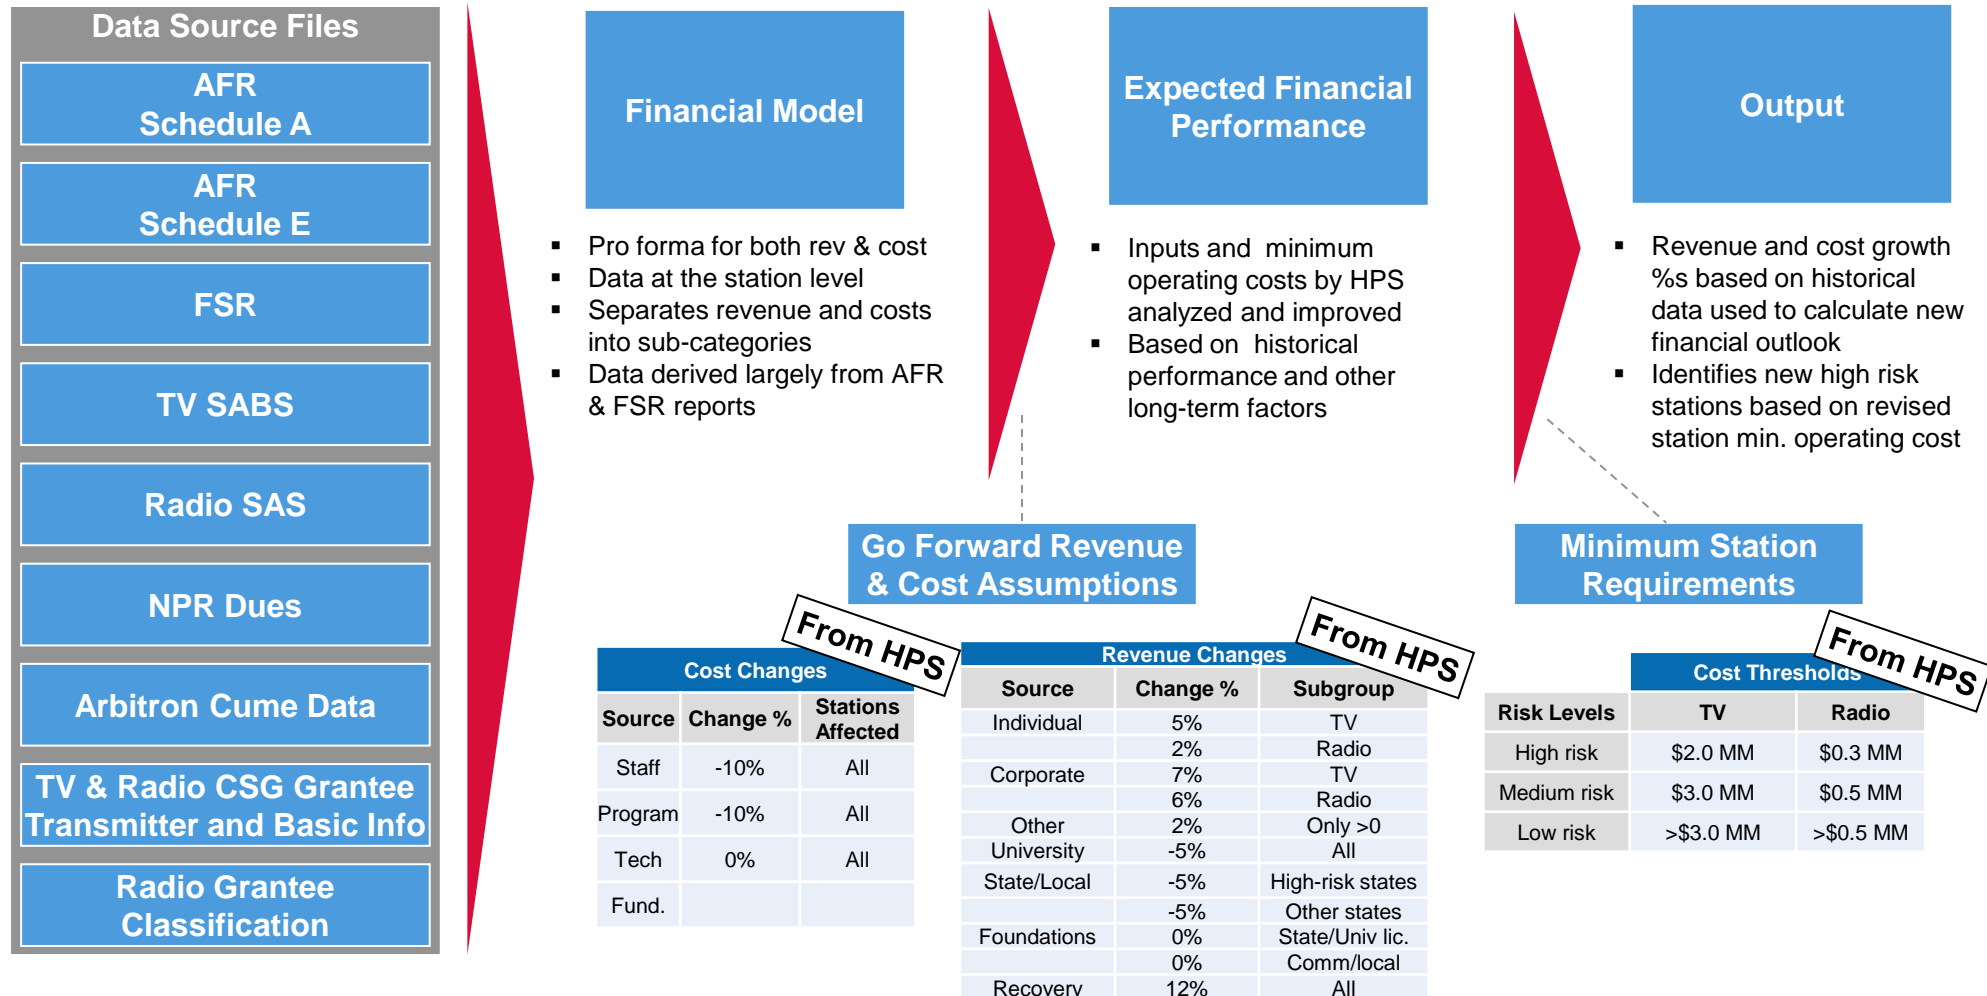 Data Source Files
AFR
Schedule A
AFR
Schedule E
FSR
TV SABS
Radio SAS
NPR Dues
Arbitron Cume Data
TV & Radio CSG Grantee
Transmitter and Basic Info
Radio Grantee
Classification
Financial Model
▪ Pro forma for both rev & cost
▪ Data at the station level
▪ Separates revenue and costs
into sub-categories
▪ Data derived largely from AFR
& FSR reports
Expected Financial
Performance
▪ Inputs and minimum
operating costs by HPS
analyzed and improved
▪ Based on historical
performance and other
long-term factors
Output
▪ Revenue and cost growth
%s based on historical
data used to calculate new
financial outlook
▪ Identifies new high risk
stations based on revised
station min. operating cost
Go Forward Revenue
& Cost Assumptions
Minimum Station
Requirements
From HPS
Cost Changes
Source Change % Stations
Affected
Staff -10% All
Program -10% All
Tech 0% All
Fund.
From HPS
Revenue Changes
Source Change % Subgroup
Individual 5% TV
2% Radio
Corporate 7% TV
6% Radio
Other 2% Only >0
University -5% All
State/Local -5% High-risk states
-5% Other states
Foundations 0% State/Univ lic.
0% Comm/local
Recovery 12% All
From HPS
Cost Thresholds
Risk Levels TV Radio
High risk $2.0 MM $0.3 MM
Medium risk $3.0 MM $0.5 MM
Low risk >$3.0 MM >$0.5 MM